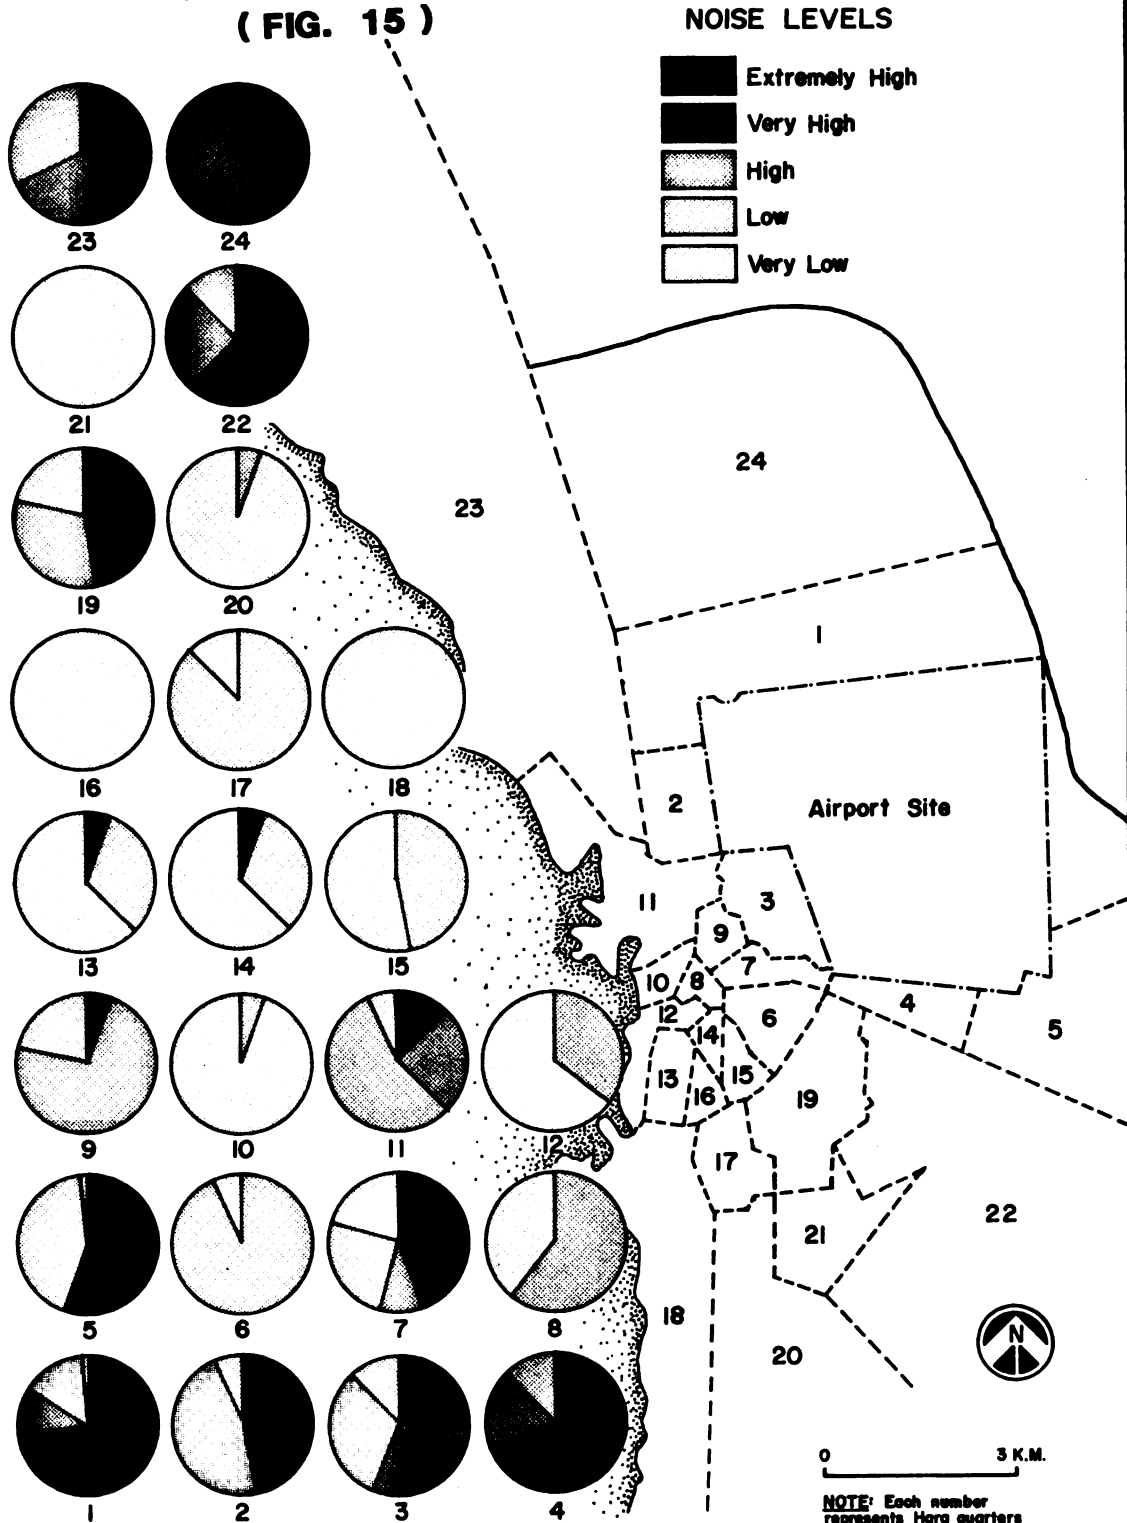 ( FIG. 15 )
NOISE LEVELS
Extremely High
Very High
High
Low
Very Low
23 24
21 22
19 20
16 17 18
13 14 15
9 10 11 12
5 6 7 8
1 2 3 4
23
24
1
2
Airport Site
11
3
9
7
10
8
4
12
14
6
5
13
15
16
19
17
21
22
18
20
N
0 3 K.M.
NOTE: Each number
represents Hara quarters